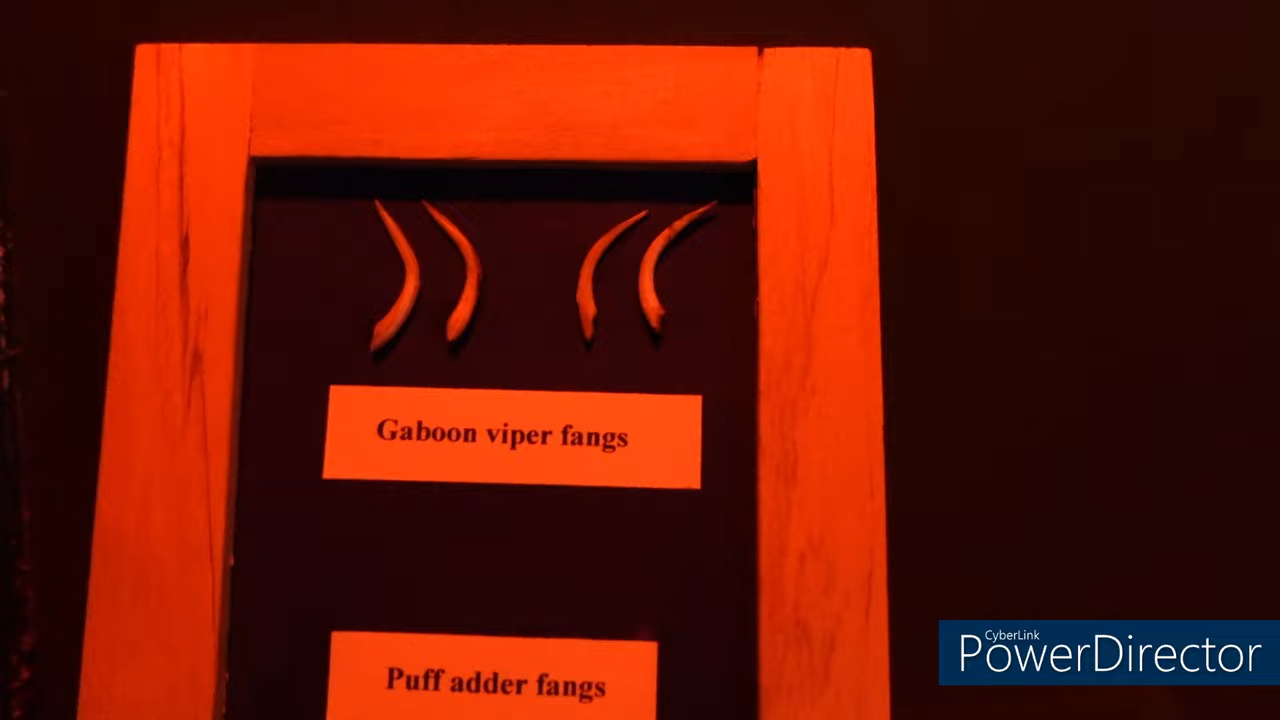 Gaboon viper fangs
Puff adder fangs
CyberLink
PowerDirector